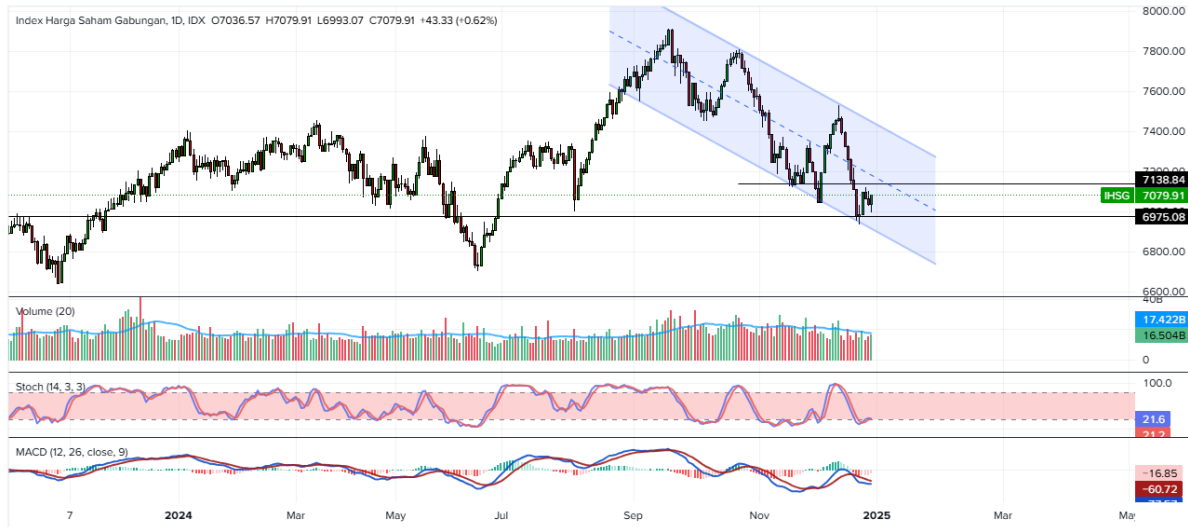 Index Harga Saham Gabungan, 1D, IDX O7036.57 H7079.91 L6993.07 C7079.91 +43.33 (+0.62%)
8000.00
7800.00
7600.00
7400.00
7138.84
IHSG 7079.91
6975.08
6800.00
6600.00
Volume (20)
40B
17.422B
16.504B
0
Stoch (14, 3, 3)
100.0
21.6
21.2
MACD (12, 26, close, 9)
−16.85
−60.72
7 2024 Mar May Jul Sep Nov 2025 Mar